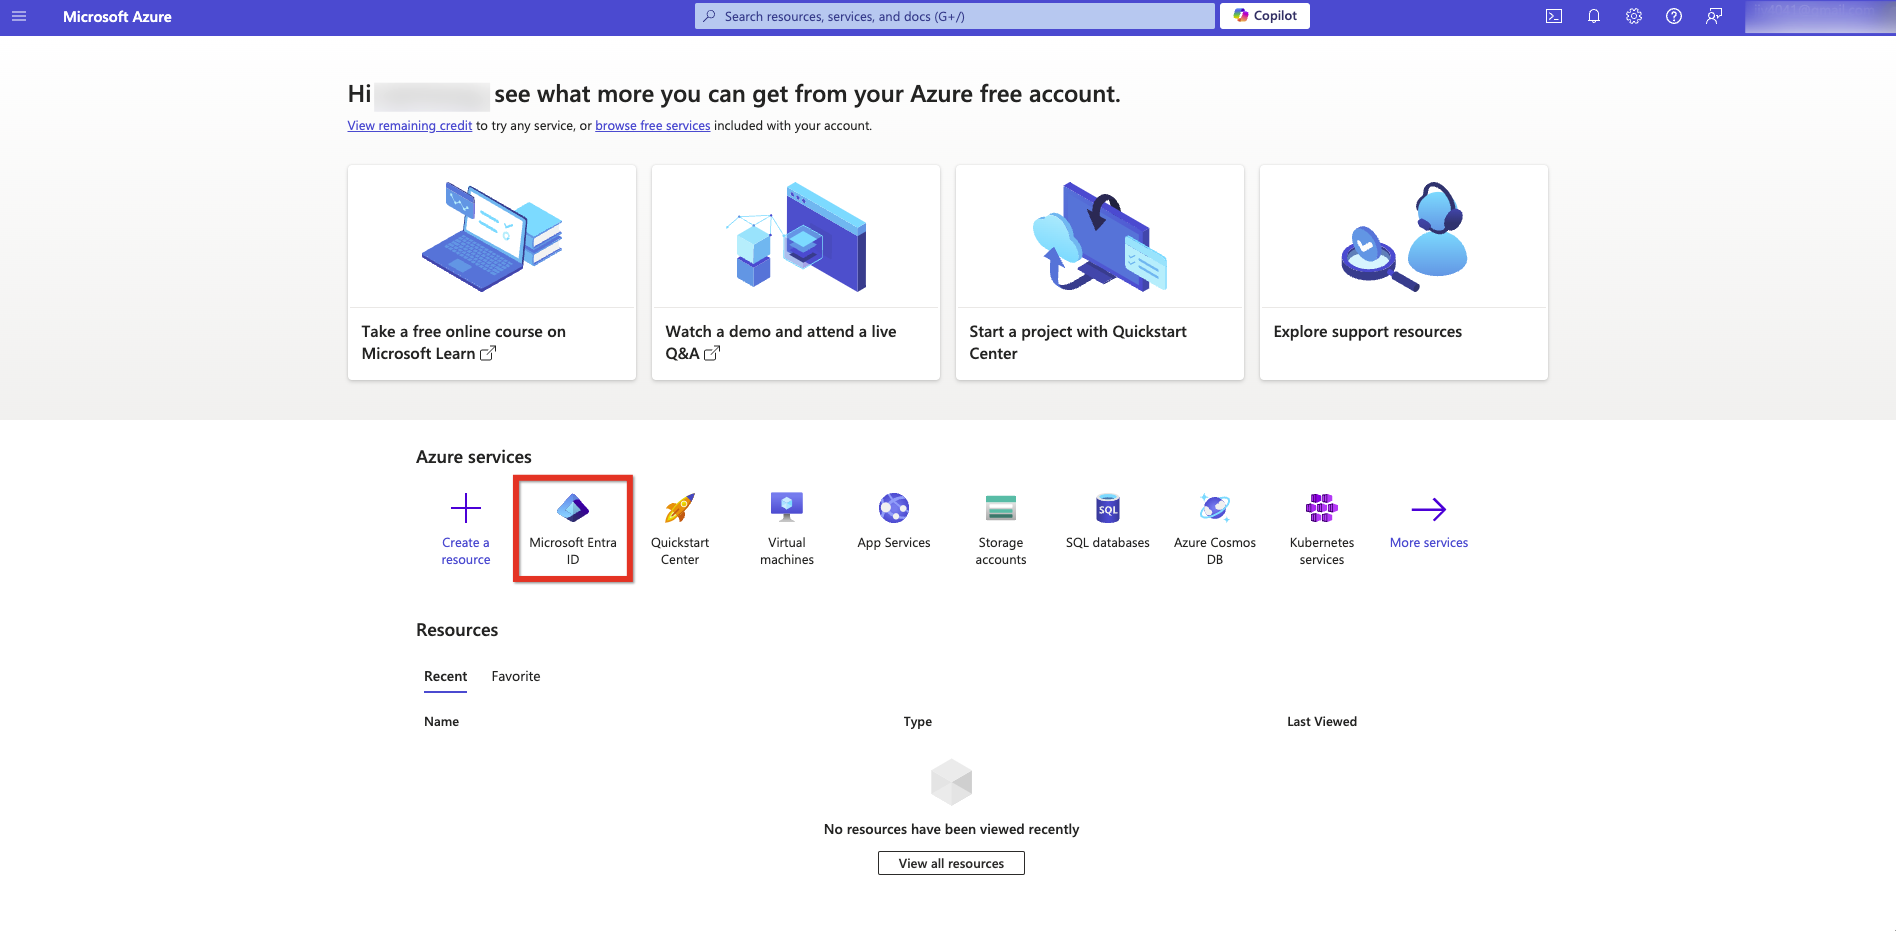 Microsoft Azure
Search resources, services, and docs (G+/)
Copilot
Hi see what more you can get from your Azure free account.
View remaining credit to try any service, or browse free services included with your account.
Take a free online course on
Microsoft Learn
Watch a demo and attend a live
Q&A
Start a project with Quickstart
Center
Explore support resources
Azure services
Create a
resource
Microsoft Entra
ID
Quickstart
Center
Virtual
machines
App Services
Storage
accounts
SQL
SQL databases
Azure Cosmos
DB
Kubernetes
services
More services
Resources
Recent
Favorite
Name
Type
Last Viewed
No resources have been viewed recently
View all resources